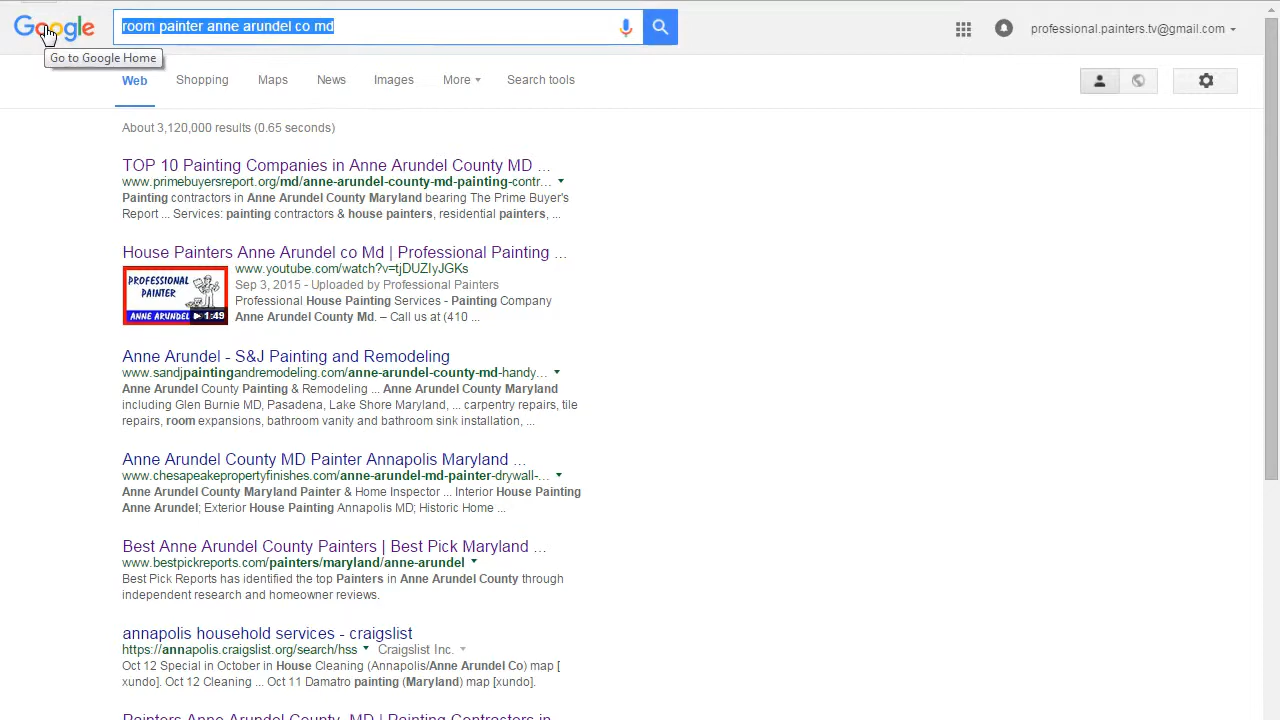 Google
room painter anne arundel co md
professional.painters.tv@gmail.com
Go to Google Home
Web Shopping Maps News Images More Search tools
About 3,120,000 results (0.65 seconds)
TOP 10 Painting Companies in Anne Arundel County MD ...
www.primebuyersreport.org/md/anne-arundel-county-md-painting-contr...
Painting contractors in Anne Arundel County Maryland bearing The Prime Buyer's
Report ... Services: painting contractors & house painters, residential painters, ...
House Painters Anne Arundel co Md | Professional Painting ...
PROFESSIONAL
PAINTER
ANNE ARUNDEL
1:49
www.youtube.com/watch?v=tjDUZIyJGKs
Sep 3, 2015 - Uploaded by Professional Painters
Professional House Painting Services - Painting Company
Anne Arundel County Md. – Call us at (410 ...
Anne Arundel - S&J Painting and Remodeling
www.sandjpaintingandremodeling.com/anne-arundel-county-md-handy...
Anne Arundel County Painting & Remodeling ... Anne Arundel County Maryland
including Glen Burnie MD, Pasadena, Lake Shore Maryland, ... carpentry repairs, tile
repairs, room expansions, bathroom vanity and bathroom sink installation, ...
Anne Arundel County MD Painter Annapolis Maryland ...
www.chesapeakepropertyfinishes.com/anne-arundel-md-painter-drywall-...
Anne Arundel County Maryland Painter & Home Inspector ... Interior House Painting
Anne Arundel; Exterior House Painting Annapolis MD; Historic Home ...
Best Anne Arundel County Painters | Best Pick Maryland ...
www.bestpickreports.com/painters/maryland/anne-arundel
Best Pick Reports has identified the top Painters in Anne Arundel County through
independent research and homeowner reviews.
annapolis household services - craigslist
https://annapolis.craigslist.org/search/hss Craigslist Inc.
Oct 12 Special in October in House Cleaning (Annapolis/Anne Arundel Co) map [
xundo]. Oct 12 Cleaning ... Oct 11 Damatro painting (Maryland) map [xundo].
Painters Anne Arundel County, MD | Painting Contractors in